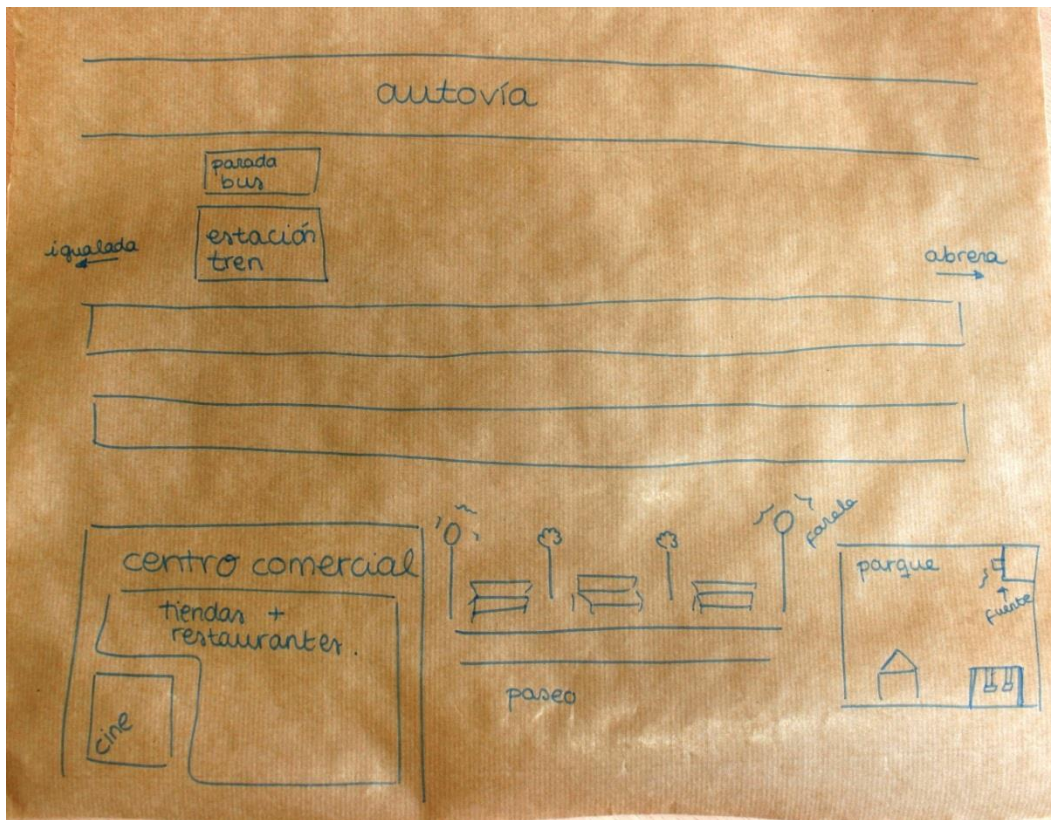 autovía
parada
bus
estación
tren
igualada
abrera
centro comercial
tiendas +
restaurantes.
cine
farola
paseo
parque
fuente